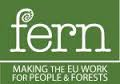 fern
MAKING THE EU WORK
FOR PEOPLE & FORESTS